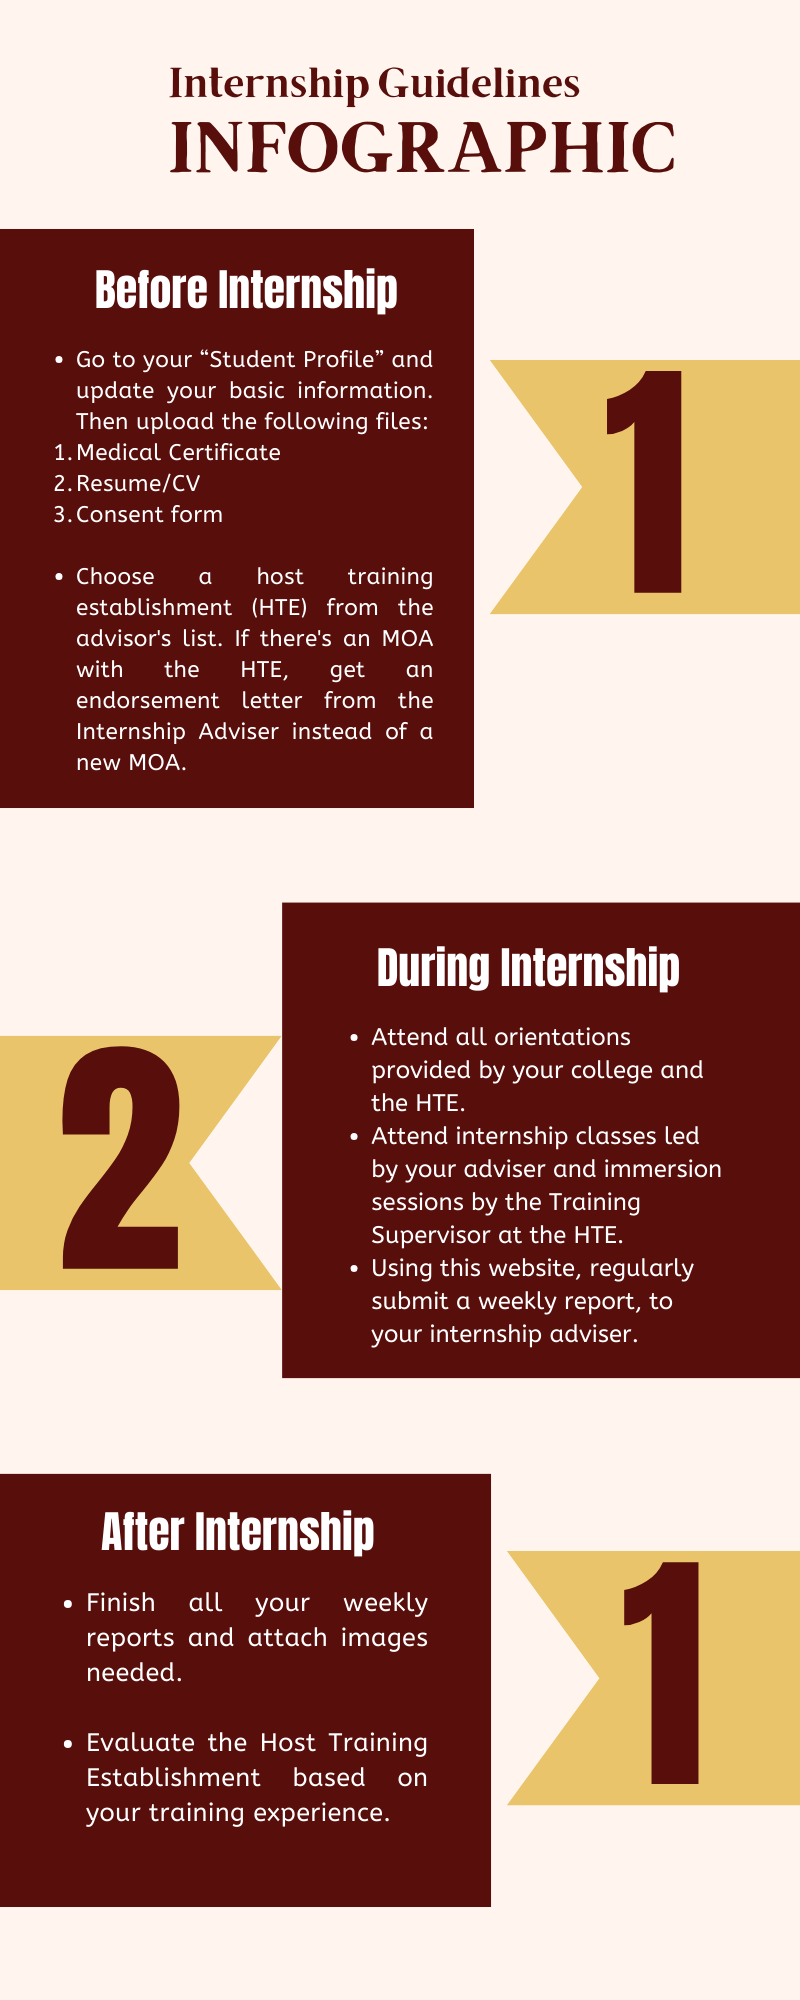 Internship Guidelines
INFOGRAPHIC
Before Internship
• Go to your “Student Profile” and
update your basic information.
Then upload the following files:
1. Medical Certificate
2. Resume/CV
3. Consent form
• Choose a host training
establishment (HTE) from the
advisor's list. If there's an MOA
with the HTE, get an
endorsement letter from the
Internship Adviser instead of a
new MOA.
1
During Internship
• Attend all orientations
provided by your college and
the HTE.
• Attend internship classes led
by your adviser and immersion
sessions by the Training
Supervisor at the HTE.
• Using this website, regularly
submit a weekly report, to
your internship adviser.
2
After Internship
• Finish all your weekly
reports and attach images
needed.
• Evaluate the Host Training
Establishment based on
your training experience.
1